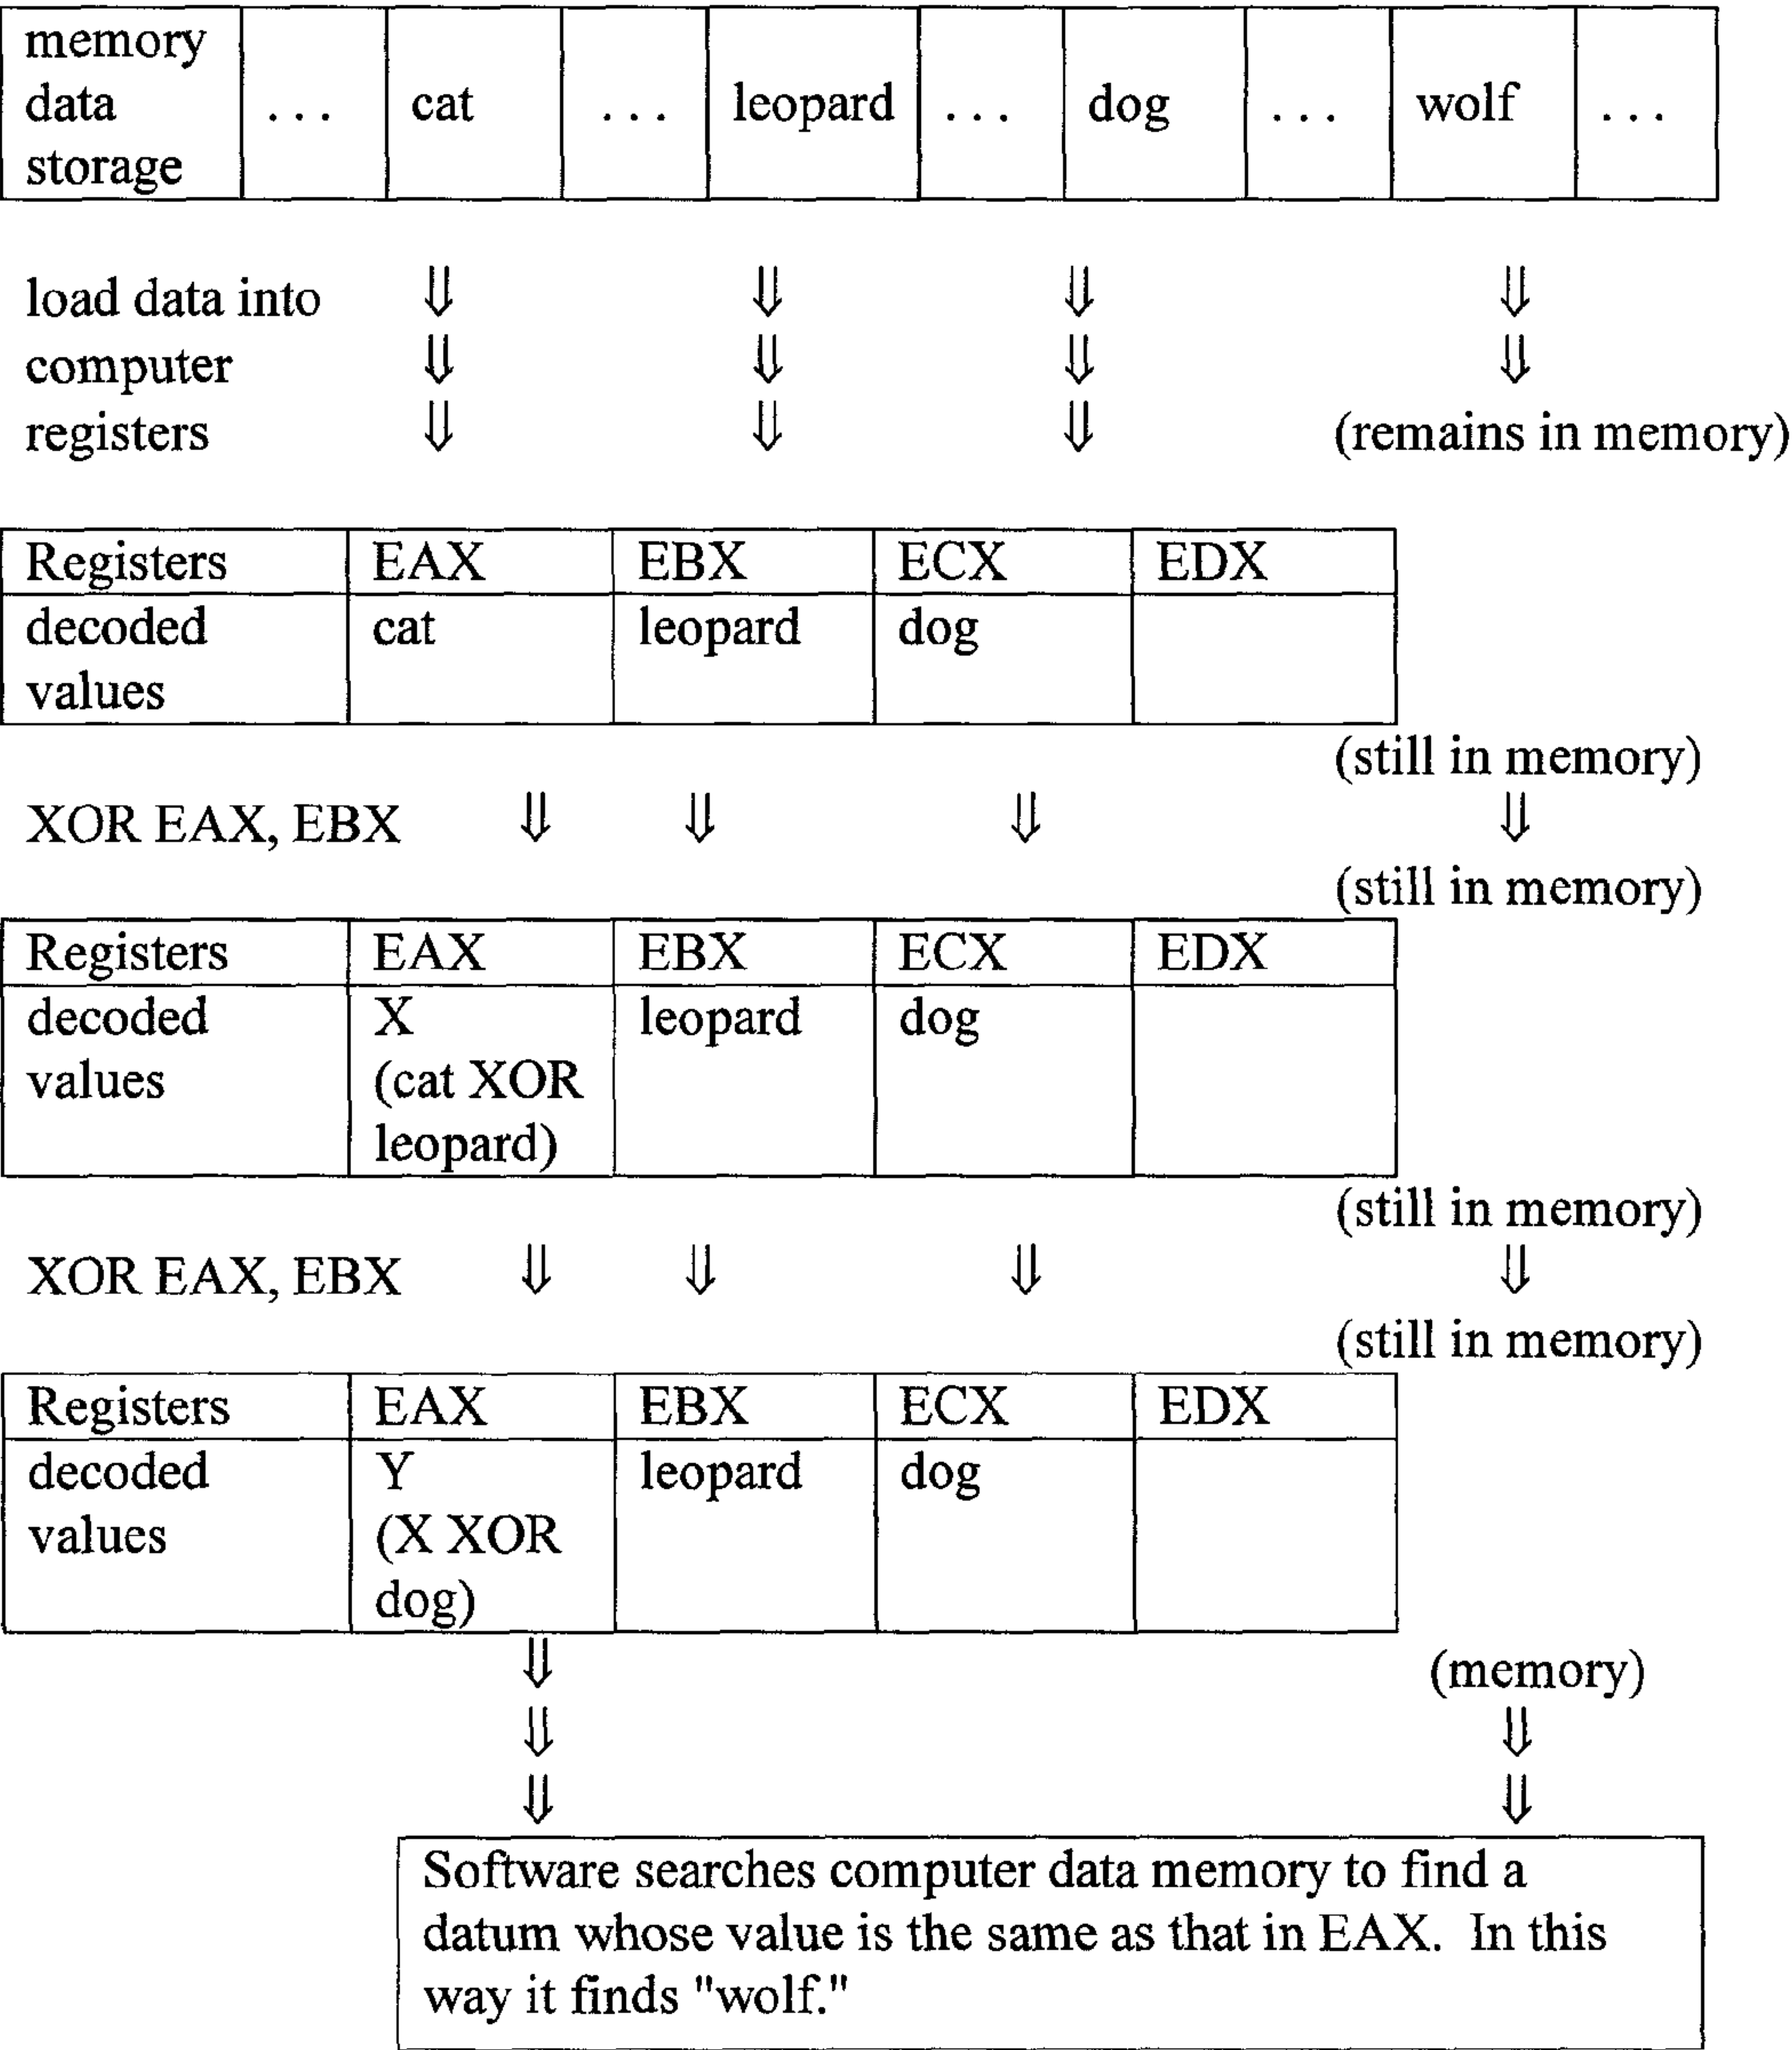 memory
data
storage
... cat ... leopard ... dog ... wolf ...
load data into
computer
registers (remains in memory)
Registers EAX EBX ECX EDX
decoded cat leopard dog
values
(still in memory)
XOR EAX, EBX
(still in memory)
Registers EAX EBX ECX EDX
decoded X leopard dog
values (cat XOR
leopard)
(still in memory)
XOR EAX, EBX
(still in memory)
Registers EAX EBX ECX EDX
decoded Y leopard dog
values (X XOR
dog)
(memory)
Software searches computer data memory to find a
datum whose value is the same as that in EAX. In this
way it finds "wolf."